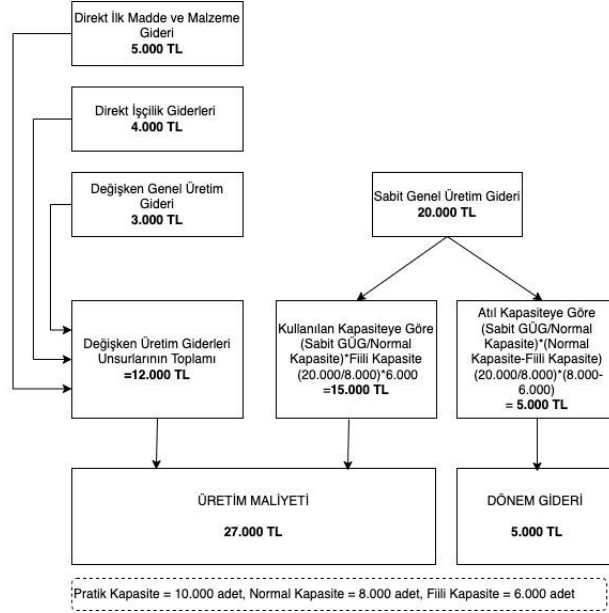 Direkt İlk Madde ve Malzeme
Gideri
5.000 TL
Direkt İşçilik Giderleri
4.000 TL
Değişken Genel Üretim
Gideri
3.000 TL
Sabit Genel Üretim Gideri
20.000 TL
Değişken Üretim Giderleri
Unsurlarının Toplamı
=12.000 TL
Kullanılan Kapasiteye Göre
(Sabit GÜG/Normal
Kapasite)*Fiili Kapasite
(20.000/8.000)*6.000
=15.000 TL
Atıl Kapasiteye Göre
(Sabit GÜG/Normal
Kapasite)*(Normal
Kapasite-Fiili Kapasite)
(20.000/8.000)*(8.000-
6.000)
= 5.000 TL
ÜRETİM MALİYETİ
27.000 TL
DÖNEM GİDERİ
5.000 TL
Pratik Kapasite = 10.000 adet, Normal Kapasite = 8.000 adet, Fiili Kapasite = 6.000 adet